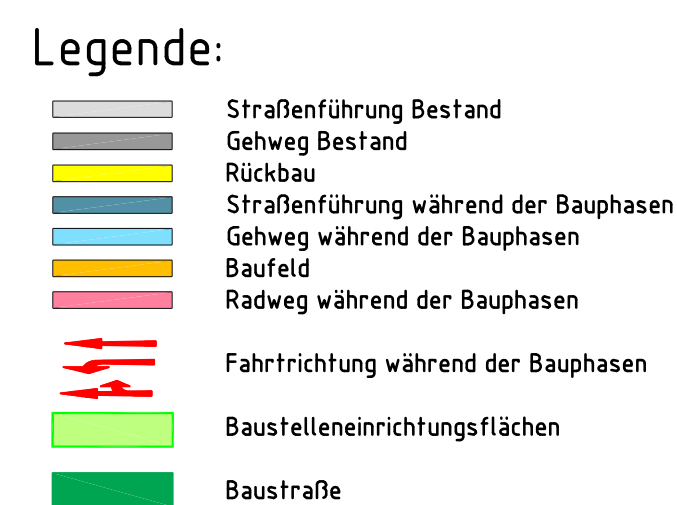 Legende:
Straßenführung Bestand
Gehweg Bestand
Rückbau
Straßenführung während der Bauphasen
Gehweg während der Bauphasen
Baufeld
Radweg während der Bauphasen
Fahrtrichtung während der Bauphasen
Baustelleneinrichtungsflächen
Baustraße